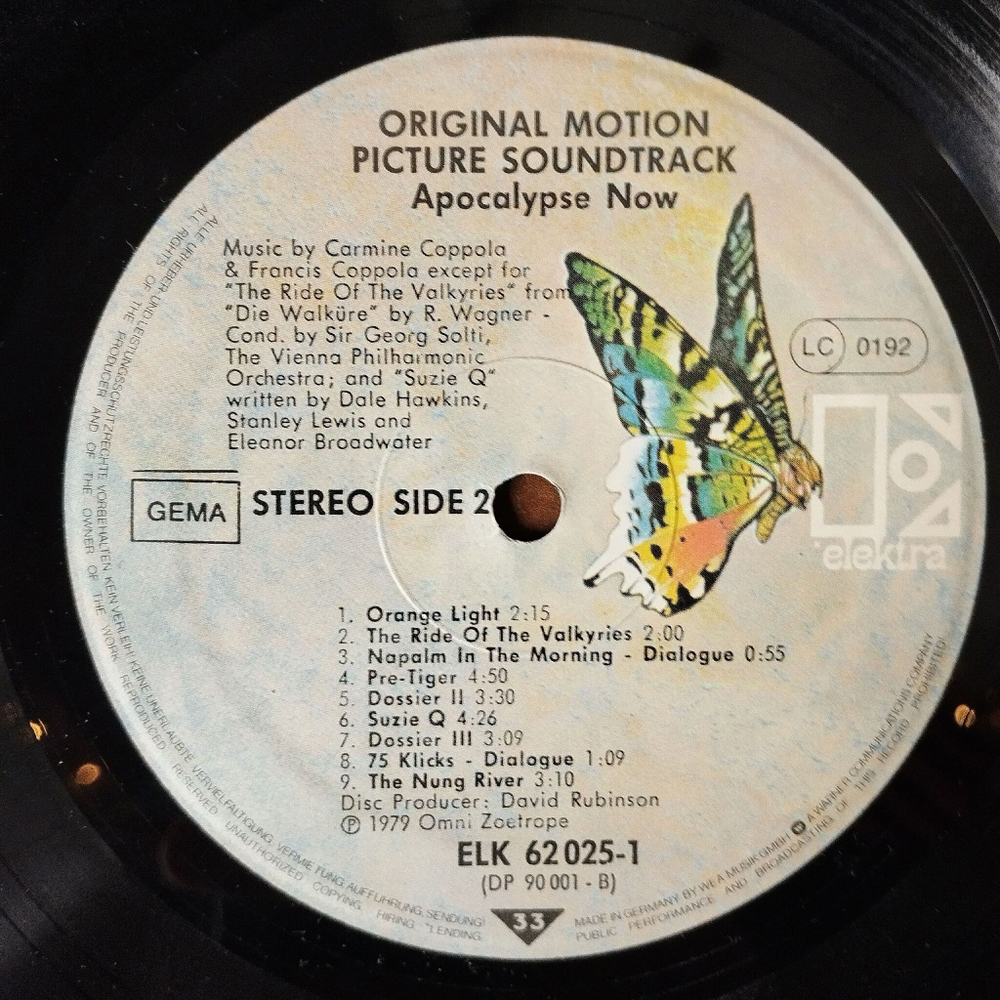 ORIGINAL MOTION
PICTURE SOUNDTRACK
Apocalypse Now
Music by Carmine Coppola
& Francis Coppola except for
"The Ride Of The Valkyries" from
"Die Walküre" by R. Wagner -
Cond. by Sir Georg Solti,
The Vienna Philharmonic
Orchestra; and "Suzie Q"
written by Dale Hawkins,
Stanley Lewis and
Eleanor Broadwater
LC 0192
elektra
GEMA
STEREO SIDE 2
1. Orange Light 2:15
2. The Ride Of The Valkyries 2:00
3. Napalm In The Morning - Dialogue 0:55
4. Pre-Tiger 4:50
5. Dossier II 3:30
6. Suzie Q 4:26
7. Dossier III 3:09
8. 75 Klicks - Dialogue 1:09
9. The Nung River 3:10
Disc Producer: David Rubinson
℗ 1979 Omni Zoetrope
ELK 62 025-1
(DP 90 001 - B)
33
ALLE URHEBER- UND LEISTUNGSSCHUTZRECHTE VORBEHALTEN KEIN VERLEIH! KEINE UNERLAUBTE VERVIELFÄLTIGUNG, VERMIETUNG, AUFFÜHRUNG, SENDUNG!
ALL RIGHTS OF THE PRODUCER AND OF THE OWNER OF THE WORK REPRODUCED RESERVED UNAUTHORIZED COPYING, HIRING, LENDING,
MADE IN GERMANY BY WEA MUSIK GMBH A WARNER COMMUNICATIONS COMPANY
PUBLIC PERFORMANCE AND BROADCASTING OF THIS RECORD PROHIBITED!